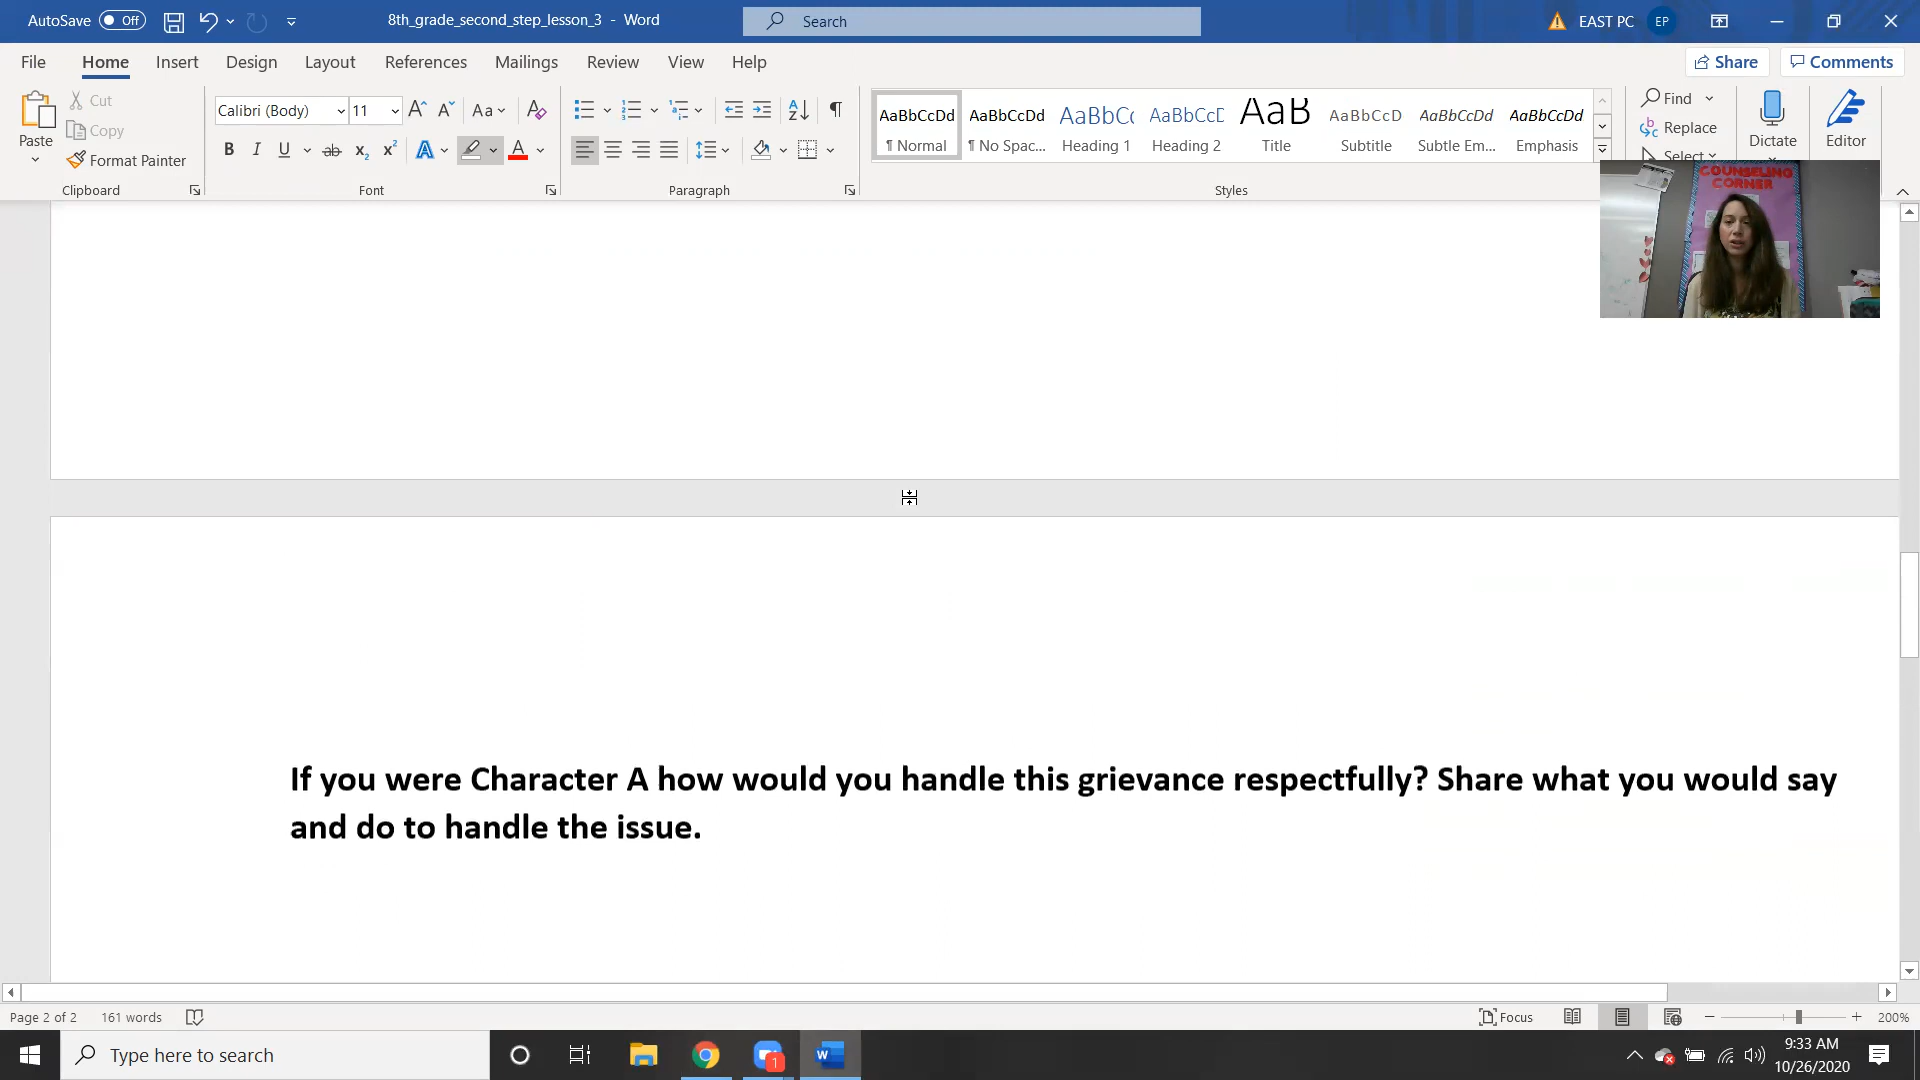 AutoSave Off 8th_grade_second_step_lesson_3 - Word Search EAST PC EP
File Home Insert Design Layout References Mailings Review View Help Share Comments
Paste Cut Copy Format Painter
Clipboard
Calibri (Body) 11
Font
Paragraph
AaBbCcDd AaBbCcDd AaBbCc AaBbCcD AaB AaBbCcD AaBbCcDd AaBbCcDd
¶ Normal ¶ No Spac... Heading 1 Heading 2 Title Subtitle Subtle Em... Emphasis
Styles
Find
Replace
Select
Dictate
Editor
COUNSELING
CORNER
If you were Character A how would you handle this grievance respectfully? Share what you would say
and do to handle the issue.
Page 2 of 2 161 words Focus 200%
Type here to search 1 9:33 AM
10/26/2020